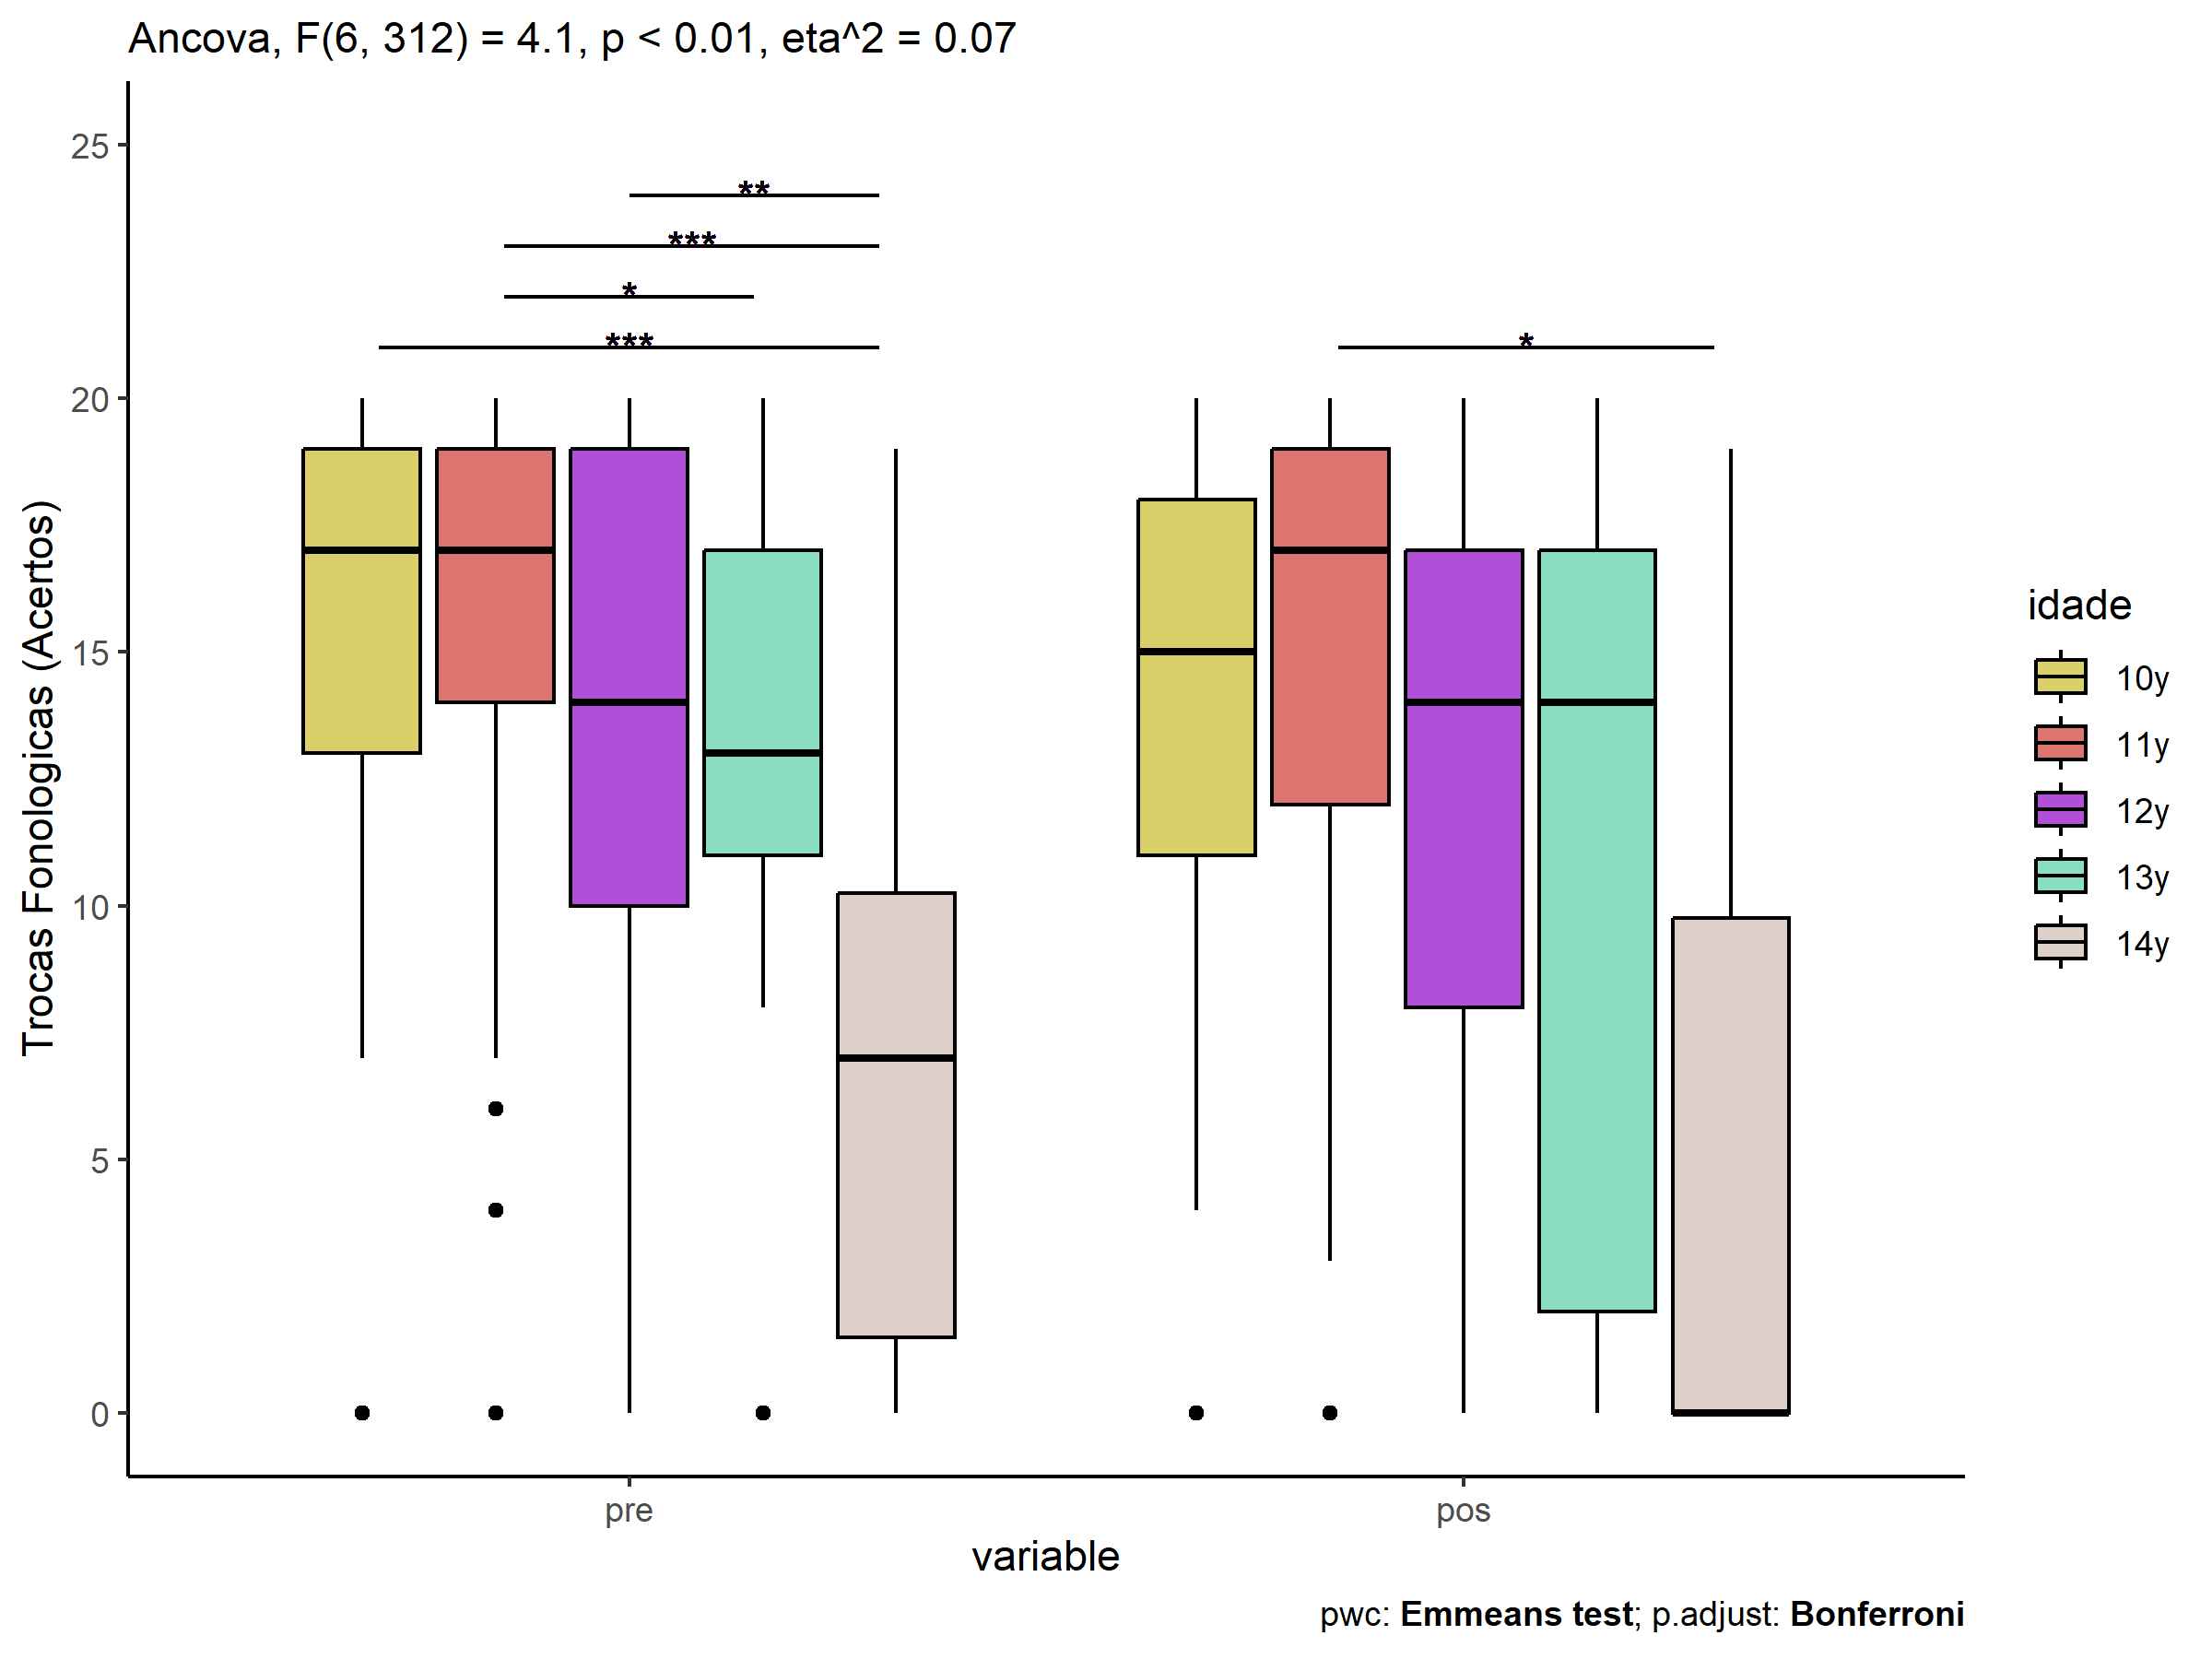 Ancova, F(6, 312) = 4.1, p < 0.01, eta^2 = 0.07
Trocas Fonologicas (Acertos)
25
20
15
10
5
0
**
***
*
***
*
pre
pos
variable
idade
10y
11y
12y
13y
14y
pwc: Emmeans test; p.adjust: Bonferroni